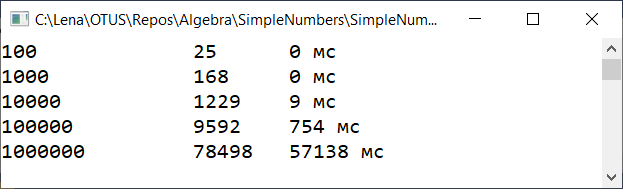 C:\Lena\OTUS\Repos\Algebra\SimpleNumbers\SimpleNum...
100 25 0 мс
1000 168 0 мс
10000 1229 9 мс
100000 9592 754 мс
1000000 78498 57138 мс